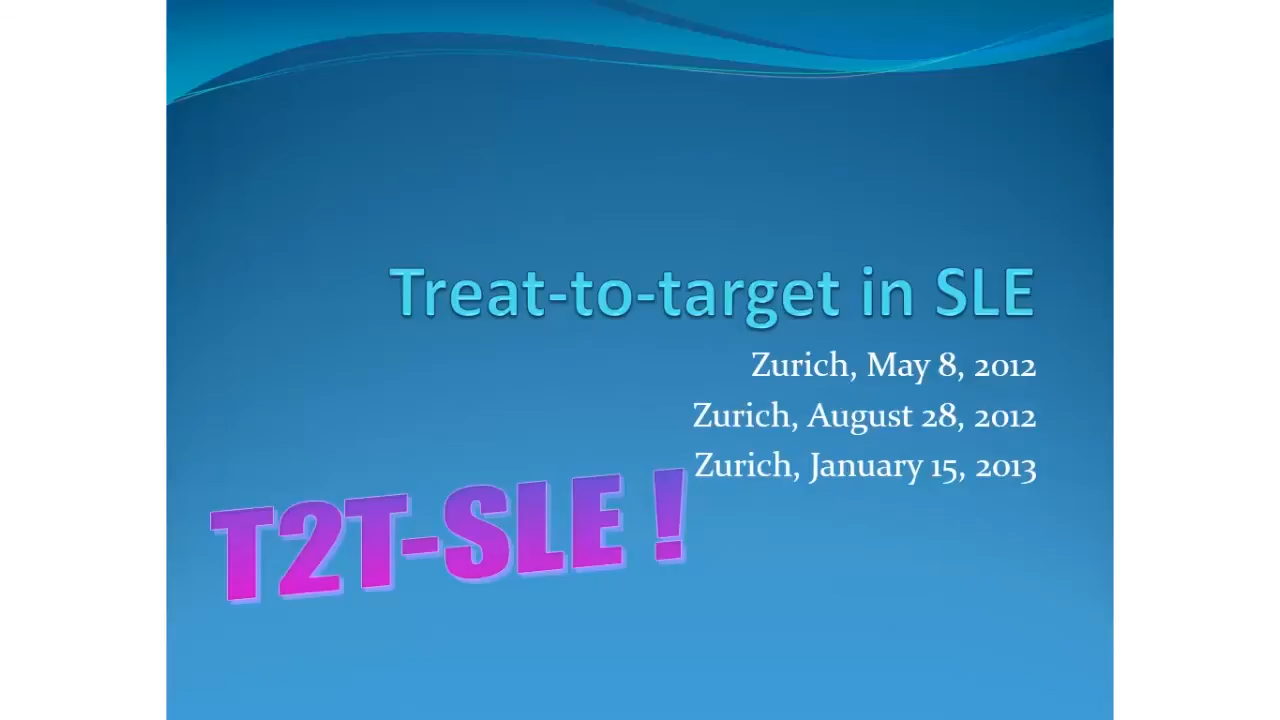 Treat-to-target in SLE
Zurich, May 8, 2012
Zurich, August 28, 2012
Zurich, January 15, 2013
T2T-SLE !